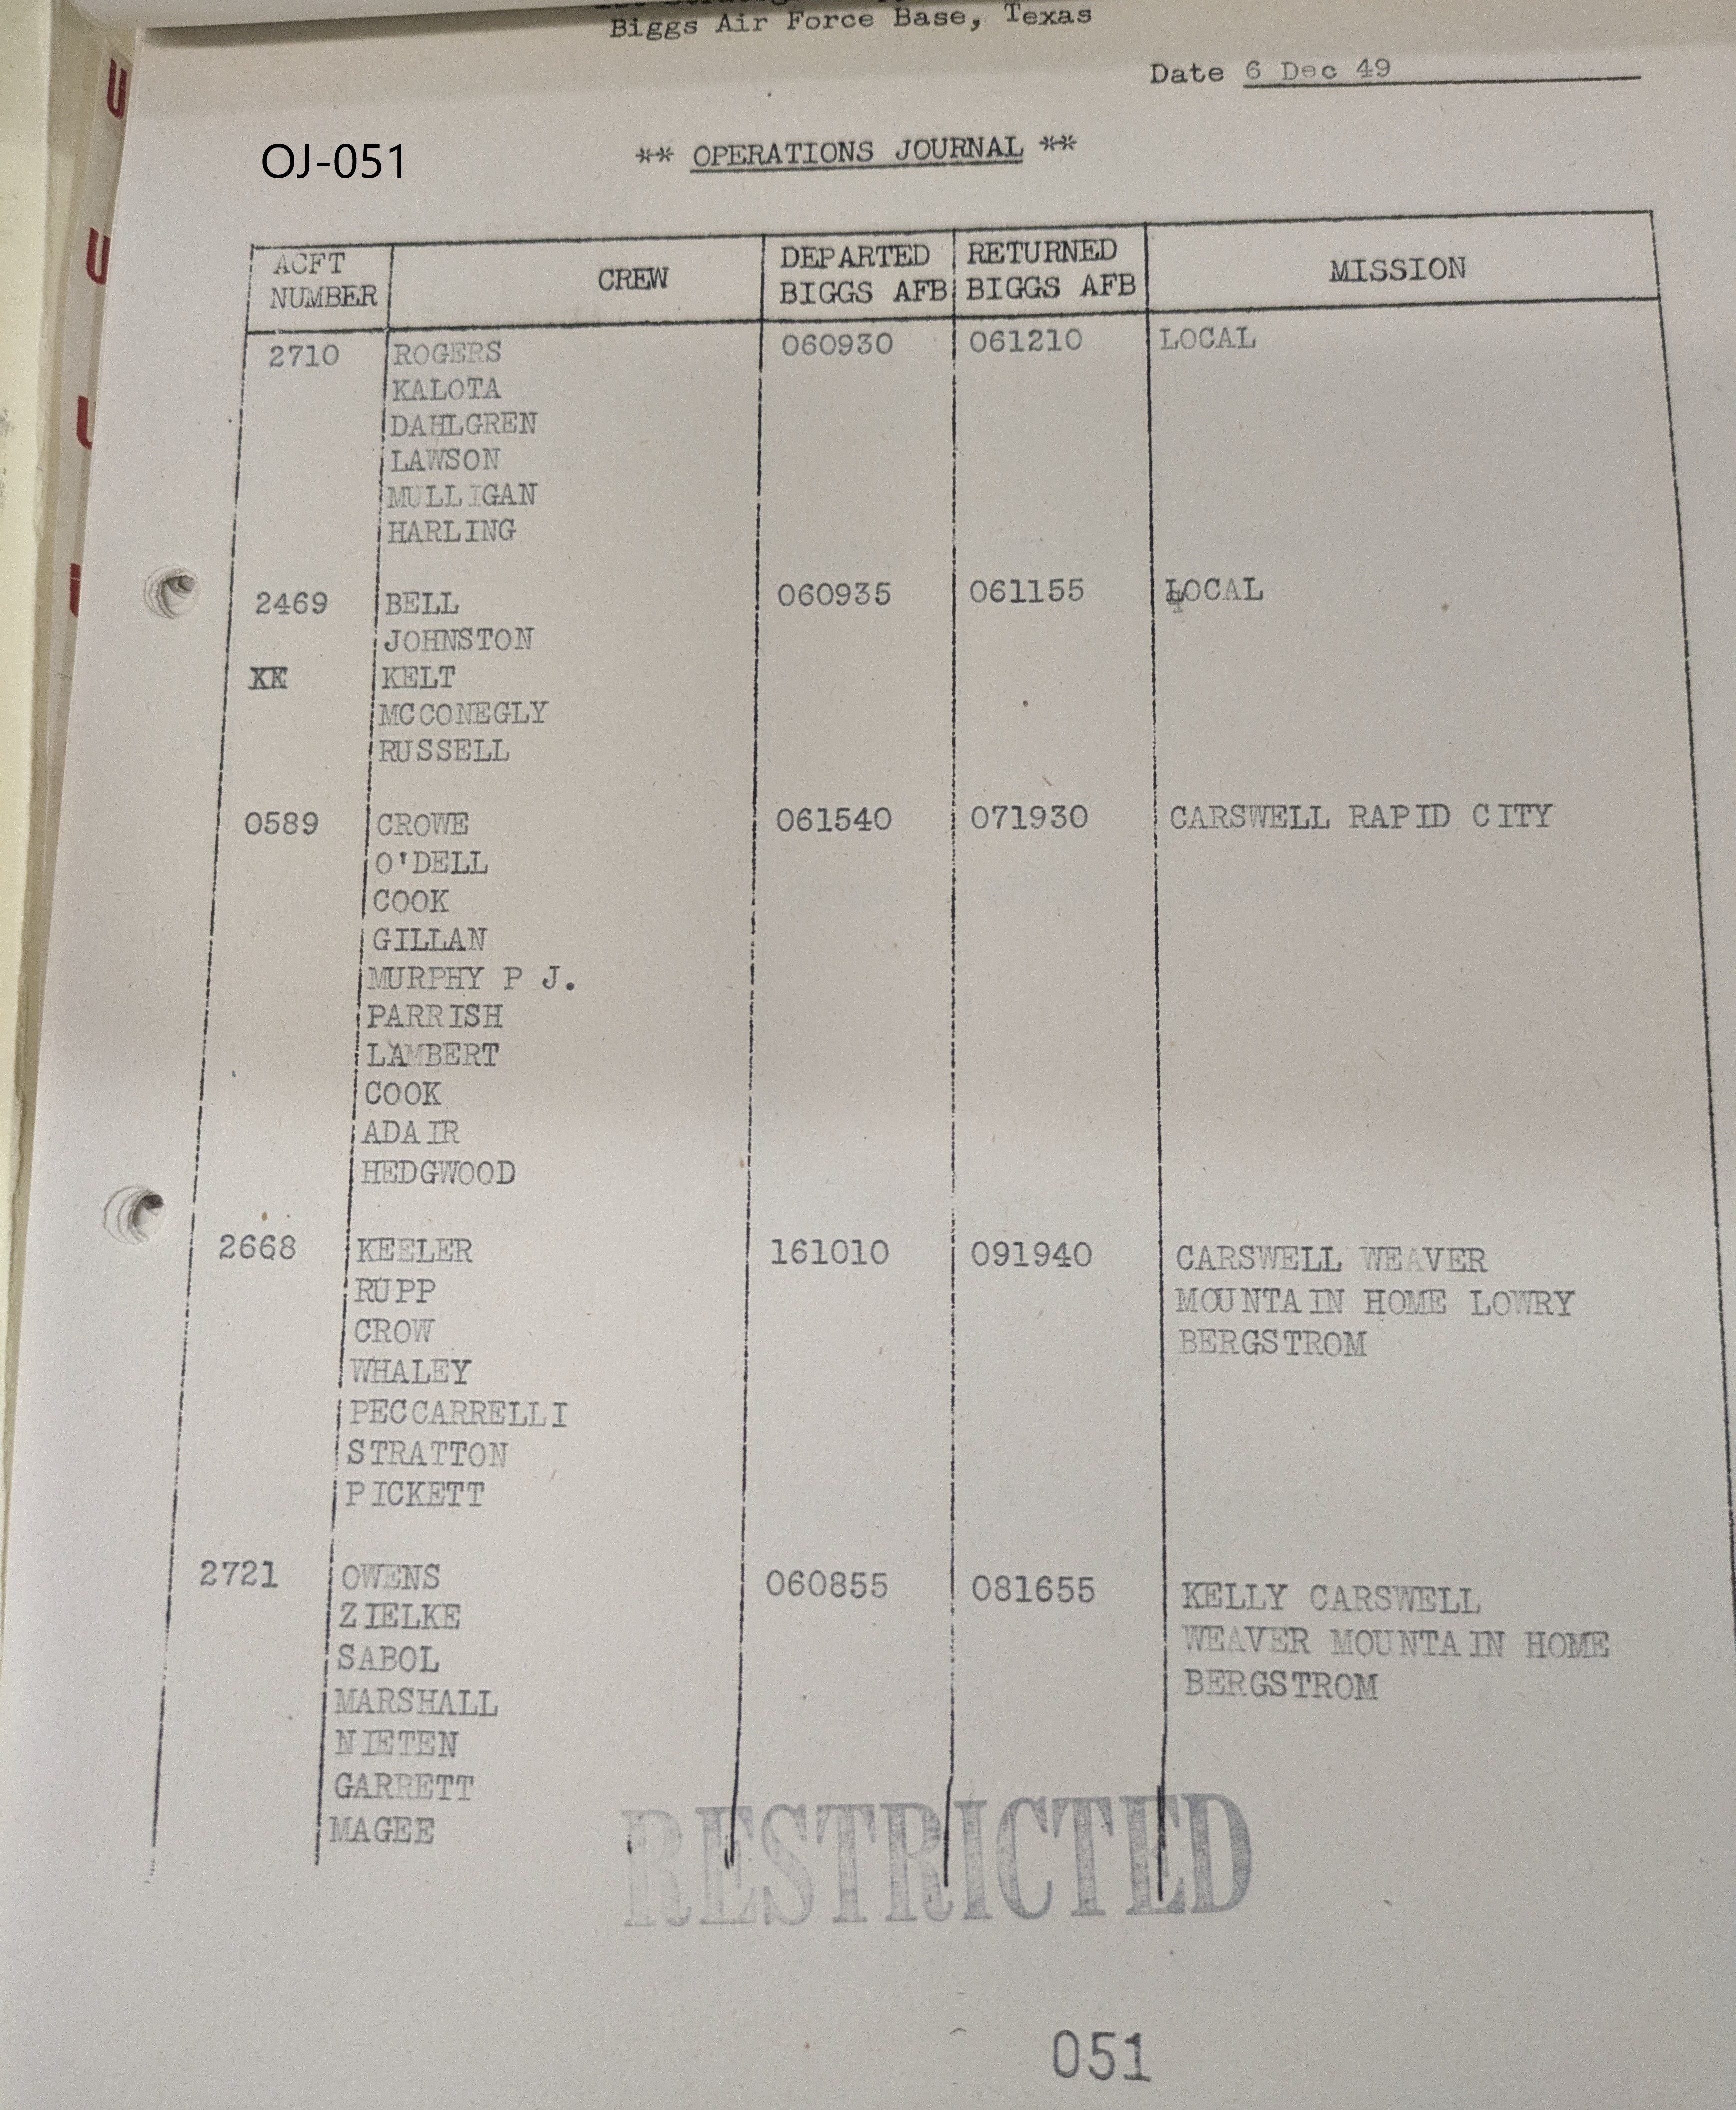 Biggs Air Force Base, Texas
Date 6 Dec 49
OJ-051
** OPERATIONS JOURNAL **
ACFT NUMBER CREW DEPARTED BIGGS AFB RETURNED BIGGS AFB MISSION
2710 ROGERS 060930 061210 LOCAL
KALOTA
DAHLGREN
LAWSON
MULLIGAN
HARLING
2469 BELL 060935 061155 LOCAL
JOHNSTON
XX KELT
MCCONEGLY
RUSSELL
0589 CROWE 061540 071930 CARSWELL RAPID CITY
O'DELL
COOK
GILLAN
MURPHY P J.
PARRISH
LAMBERT
COOK
ADAIR
HEDGWOOD
2668 KEELER 161010 091940 CARSWELL WEAVER
RUPP MOUNTAIN HOME LOWRY
CROW BERGSTROM
WHALEY
PECCARRELLI
STRATTON
PICKETT
2721 OWENS 060855 081655 KELLY CARSWELL
ZIELKE WEAVER MOUNTAIN HOME
SABOL BERGSTROM
MARSHALL
NIETEN
GARRETT
MAGEE
RESTRICTED
051